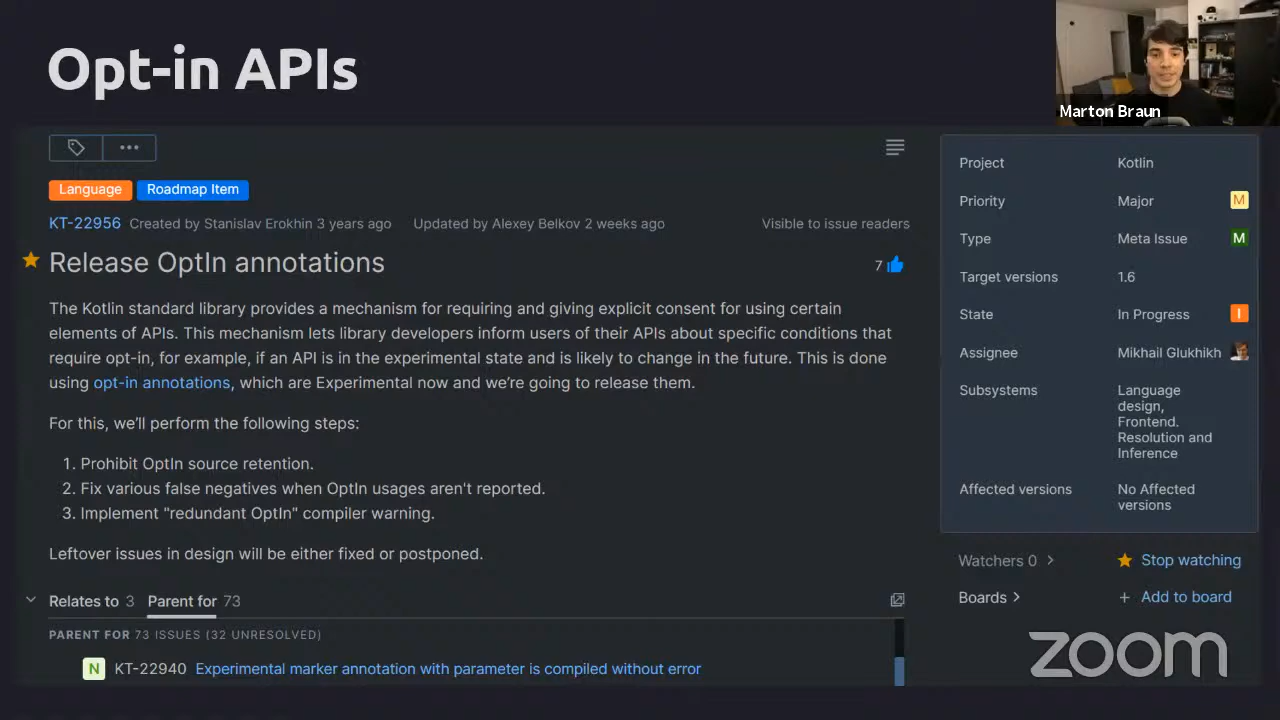 Opt-in APIs
Marton Braun
Language Roadmap Item
KT-22956 Created by Stanislav Erokhin 3 years ago Updated by Alexey Belkov 2 weeks ago Visible to issue readers
Release OptIn annotations 7
The Kotlin standard library provides a mechanism for requiring and giving explicit consent for using certain
elements of APIs. This mechanism lets library developers inform users of their APIs about specific conditions that
require opt-in, for example, if an API is in the experimental state and is likely to change in the future. This is done
using opt-in annotations, which are Experimental now and we're going to release them.
For this, we'll perform the following steps:
1. Prohibit OptIn source retention.
2. Fix various false negatives when OptIn usages aren't reported.
3. Implement "redundant OptIn" compiler warning.
Leftover issues in design will be either fixed or postponed.
Relates to 3 Parent for 73
PARENT FOR 73 ISSUES (32 UNRESOLVED)
N KT-22940 Experimental marker annotation with parameter is compiled without error
Project Kotlin
Priority Major M
Type Meta Issue M
Target versions 1.6
State In Progress I
Assignee Mikhail Glukhikh
Subsystems Language
design,
Frontend.
Resolution and
Inference
Affected versions No Affected
versions
Watchers 0 Stop watching
Boards + Add to board
zoom